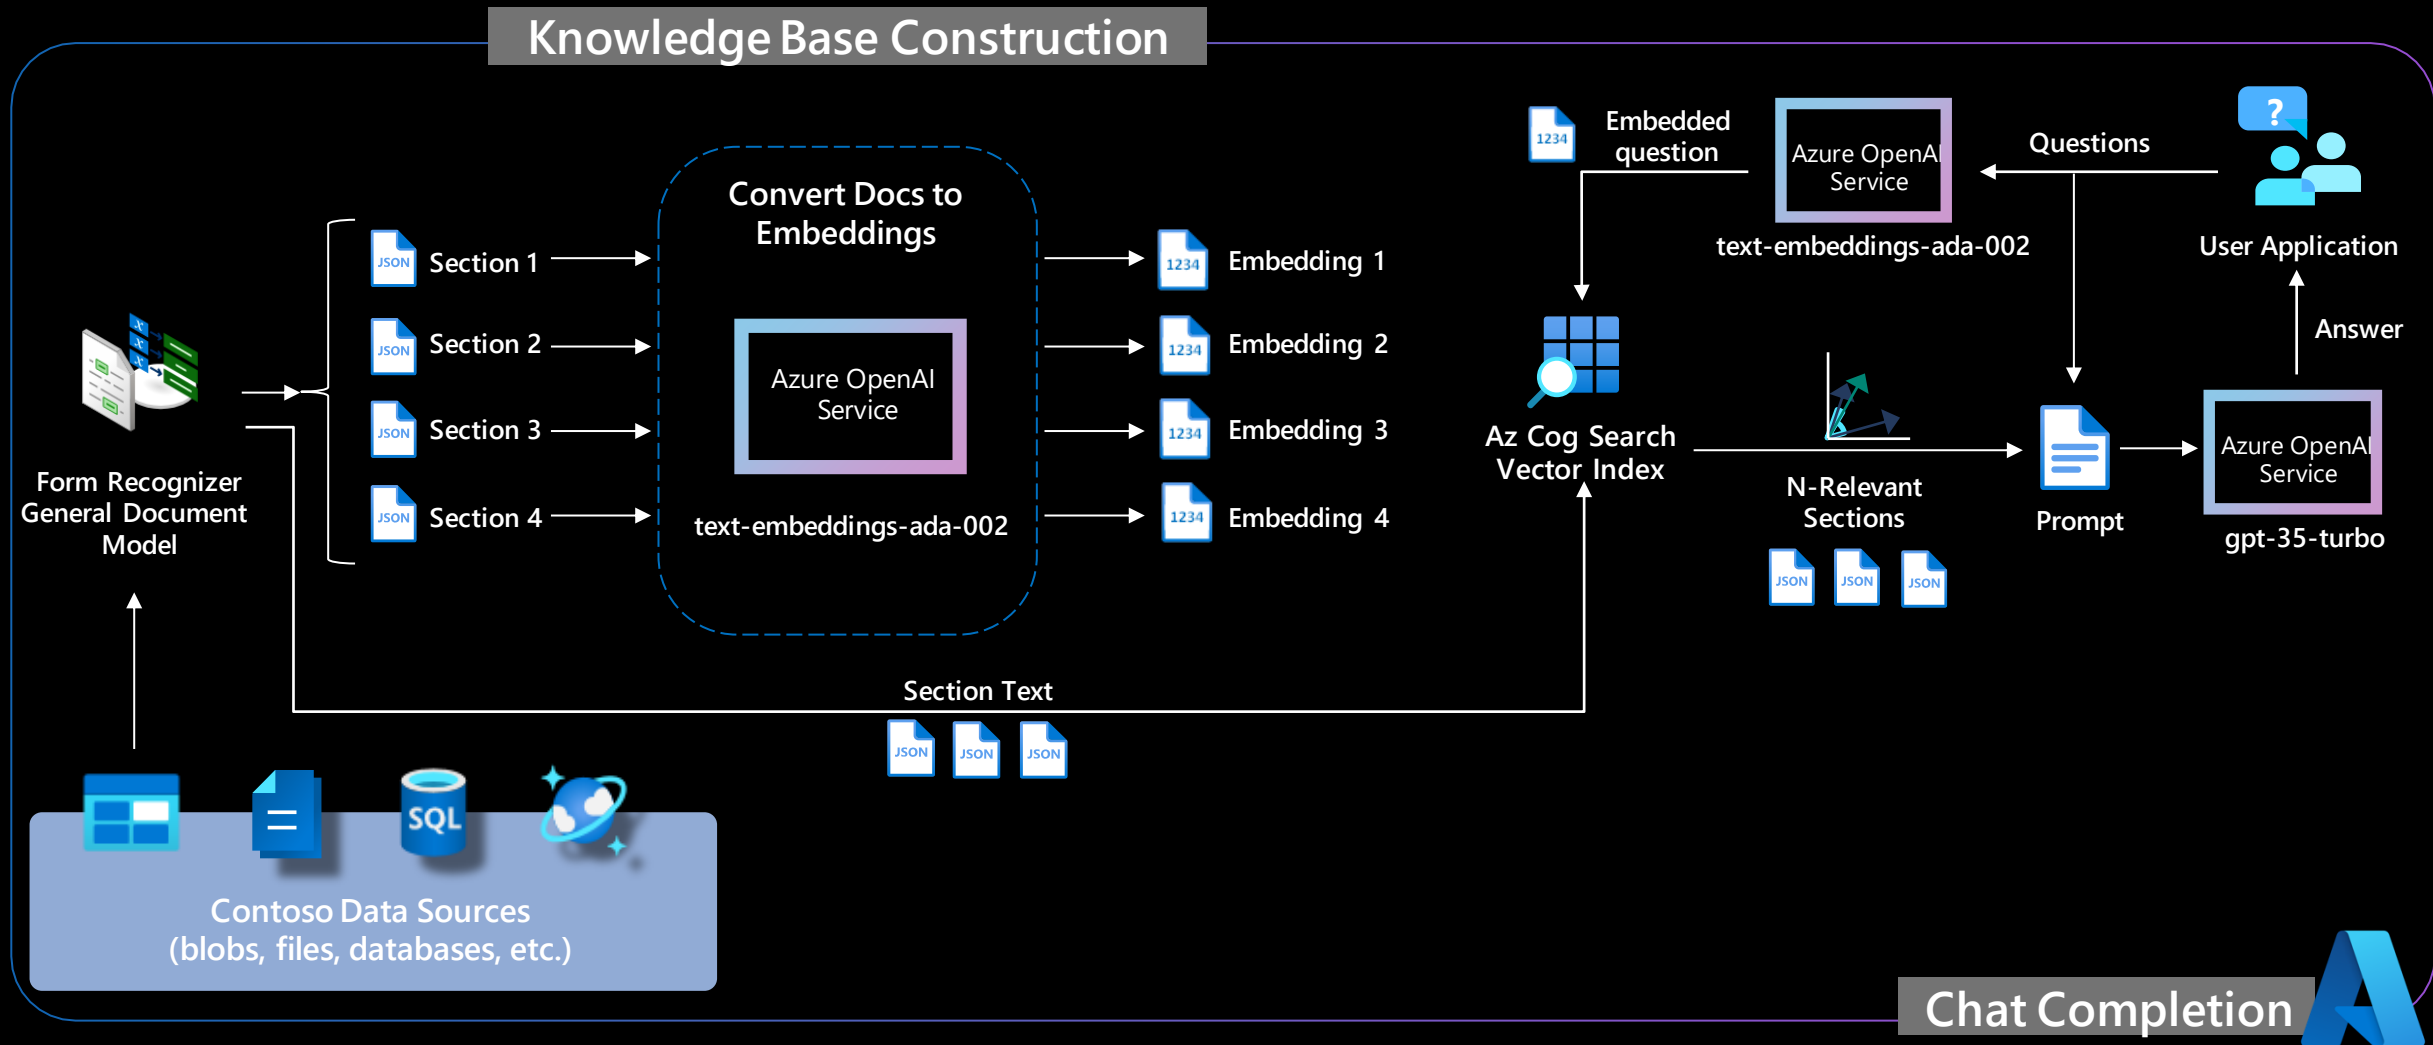 Knowledge Base Construction
Form Recognizer
General Document
Model
JSON
Section 1
JSON
Section 2
JSON
Section 3
JSON
Section 4
Convert Docs to
Embeddings
Azure OpenAI
Service
text-embeddings-ada-002
1234
Embedding 1
1234
Embedding 2
1234
Embedding 3
1234
Embedding 4
Section Text
JSON
JSON
JSON
SQL
Contoso Data Sources
(blobs, files, databases, etc.)
1234
Embedded
question
Azure OpenAI
Service
text-embeddings-ada-002
Questions
?
User Application
Az Cog Search
Vector Index
N-Relevant
Sections
JSON
JSON
JSON
Prompt
Azure OpenAI
Service
gpt-35-turbo
Answer
Chat Completion